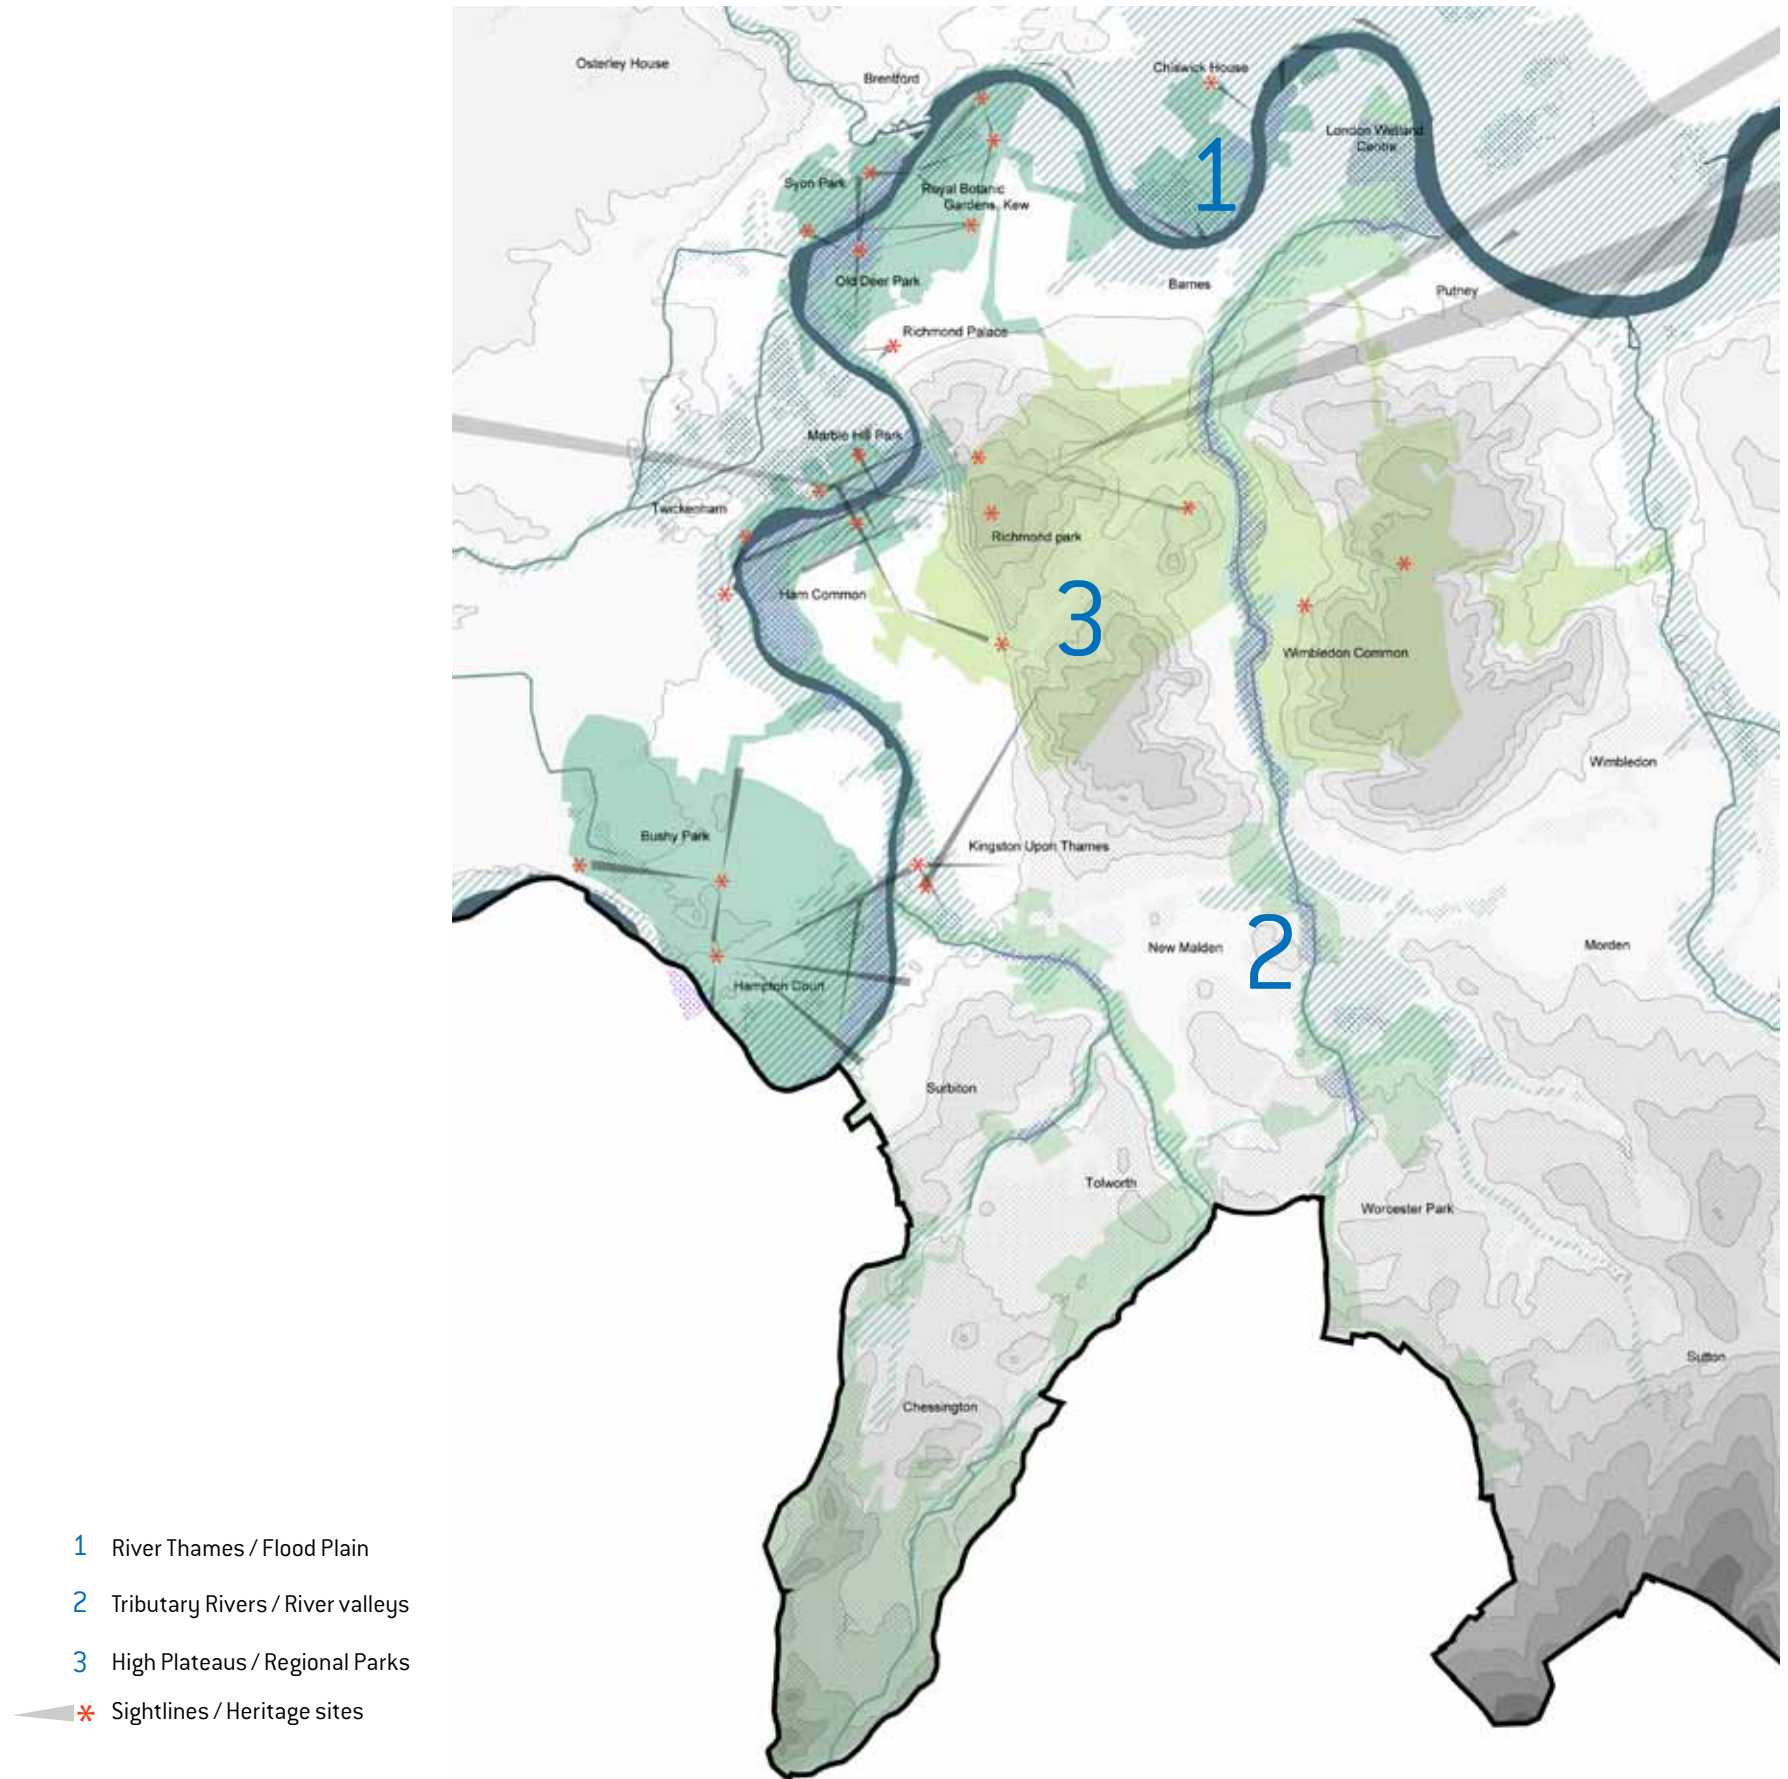 Osterley House
Brentford
Chiswick House
London Wetland
Centre
1
Syon Park
Royal Botanic
Gardens, Kew
Old Deer Park
Barnes
Putney
Richmond Palace
Marble Hill Park
Twickenham
Richmond park
Ham Common
3
Wimbledon Common
Wimbledon
Bushy Park
Kingston Upon Thames
New Malden
2
Morden
Hampton Court
Surbiton
Tolworth
Worcester Park
Sutton
Chessington
1 River Thames / Flood Plain
2 Tributary Rivers / River valleys
3 High Plateaus / Regional Parks
Sightlines / Heritage sites